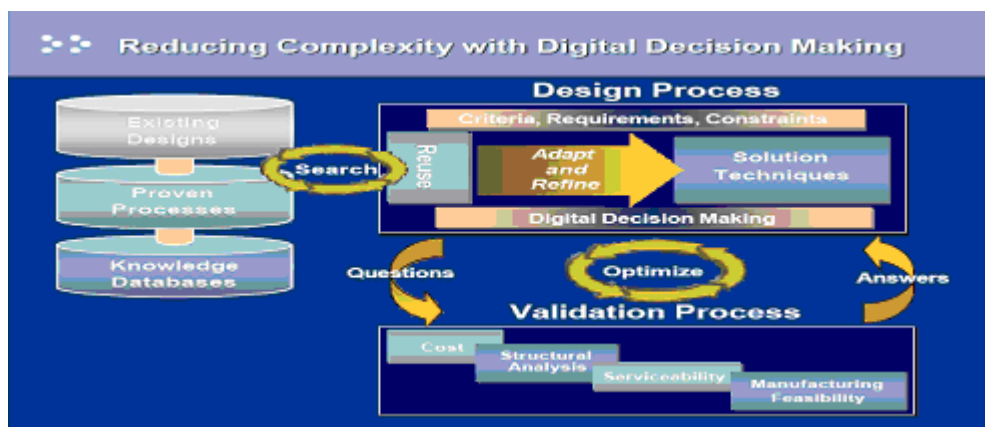 Reducing Complexity with Digital Decision Making
Design Process
Existing
Designs
Proven
Processes
Knowledge
Databases
Search
Criteria, Requirements, Constraints
Reuse
Adapt
and
Refine
Solution
Techniques
Digital Decision Making
Questions
Optimize
Answers
Validation Process
Cost
Structural
Analysis
Serviceability
Manufacturing
Feasibility